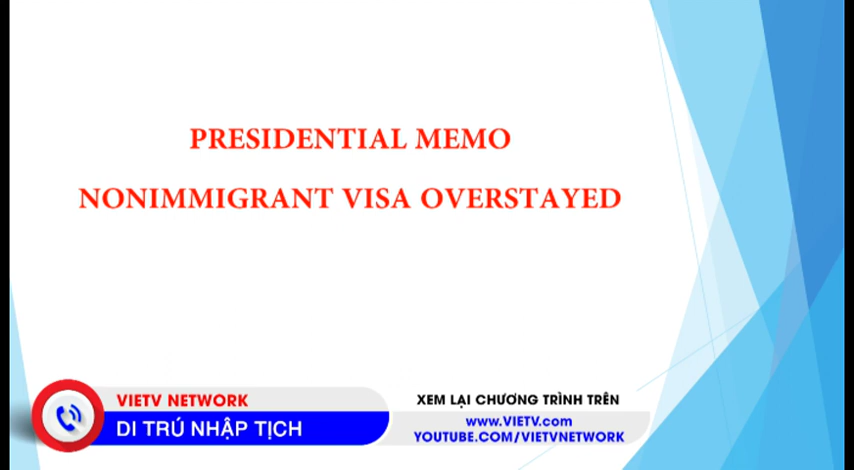 PRESIDENTIAL MEMO
NONIMMIGRANT VISA OVERSTAYED
VIETV NETWORK
DI TRÚ NHẬP TỊCH
XEM LẠI CHƯƠNG TRÌNH TRÊN
www.VIETV.com
YOUTUBE.COM/VIETVNETWORK